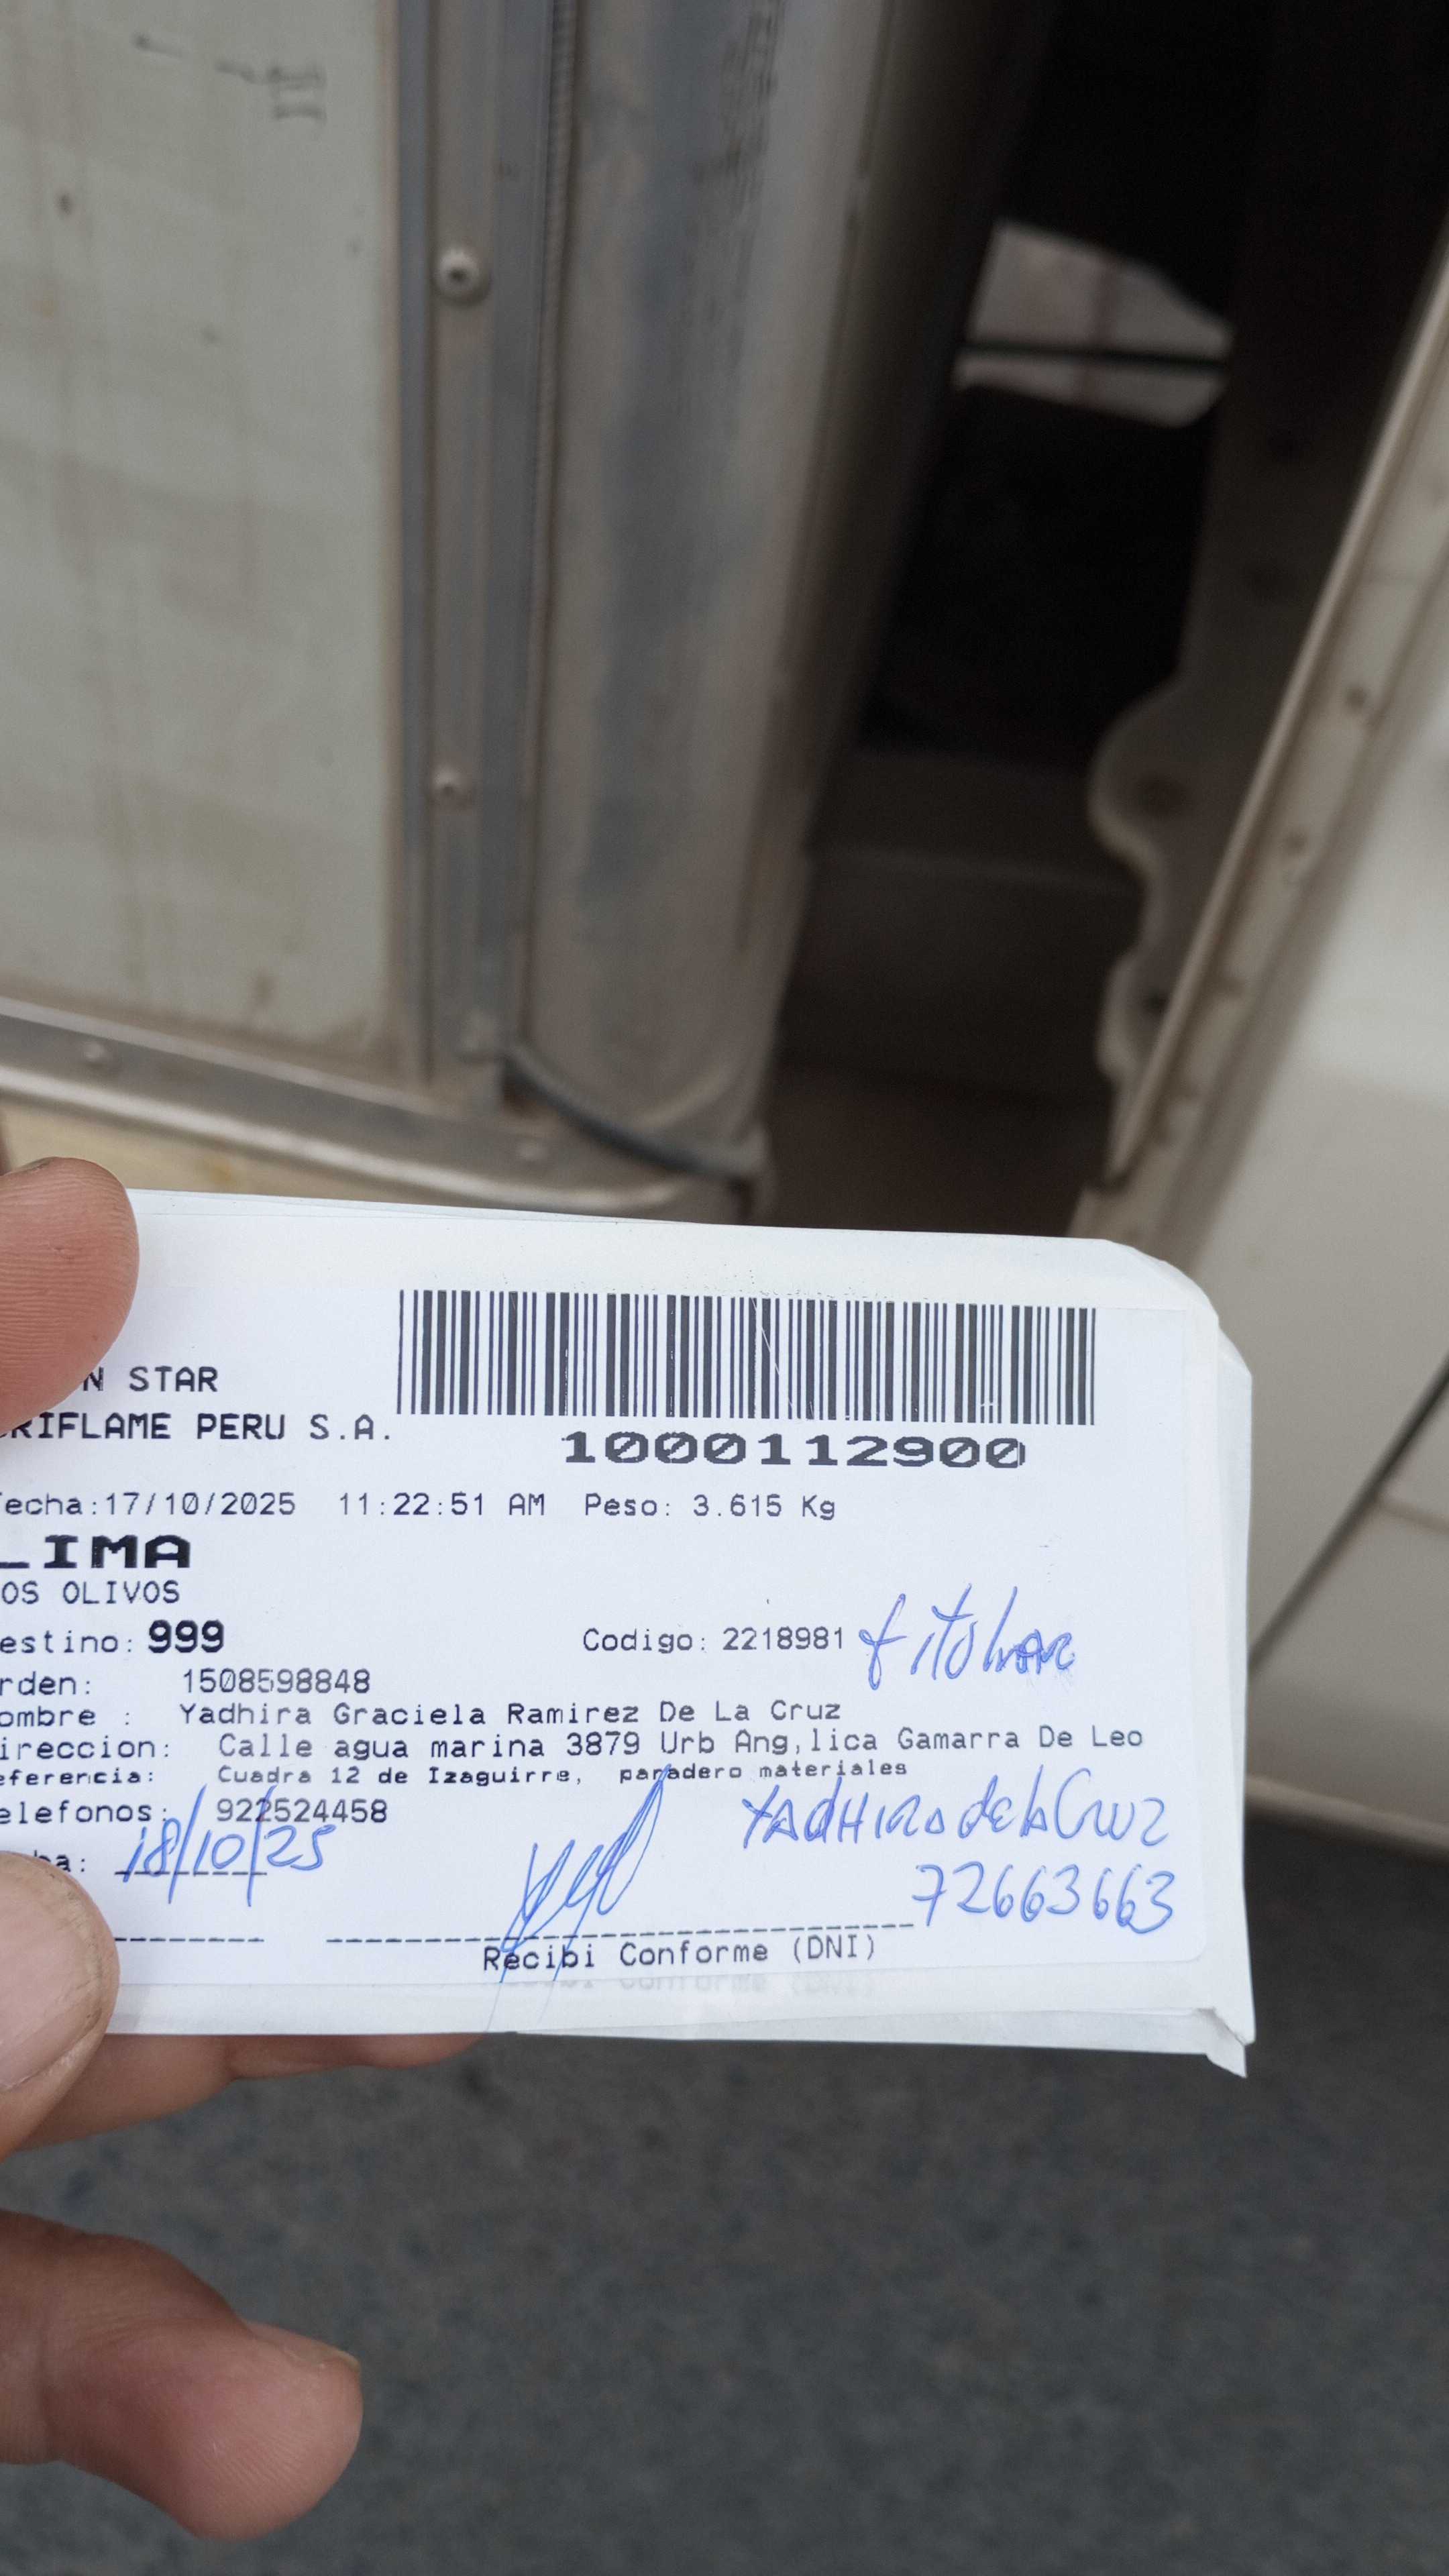 N STAR
RIFLAME PERU S.A.
1000112900
echa:17/10/2025 11:22:51 AM Peso: 3.615 Kg
LIMA
OS OLIVOS
estino: 999 Codigo: 2218981 titular
rden: 1508598848
ombre : Yadhira Graciela Ramirez De La Cruz
ireccion: Calle agua marina 3879 Urb Ang,lica Gamarra De Leo
eferencia: Cuadra 12 de Izaguirre, paradero materiales
elefonos: 922524458
YADHIRA de la Cruz
ha: 18/10/25
72663663
Recibi Conforme (DNI)